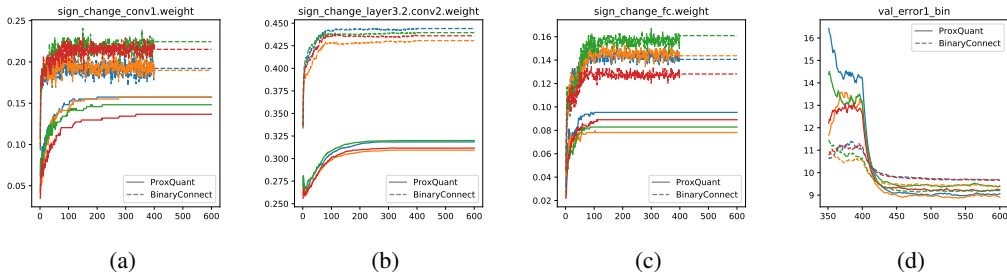 sign_change_conv1.weight
0.25
0.20
0.15
0.10
0.05
0 100 200 300 400 500 600
ProxQuant
BinaryConnect
(a)
sign_change_layer3.2.conv2.weight
0.450
0.425
0.400
0.375
0.350
0.325
0.300
0.275
0.250
0 100 200 300 400 500 600
ProxQuant
BinaryConnect
(b)
sign_change_fc.weight
0.16
0.14
0.12
0.10
0.08
0.06
0.04
0.02
0 100 200 300 400 500 600
ProxQuant
BinaryConnect
(c)
val_error1_bin
16
15
14
13
12
11
10
9
350 400 450 500 550 600
ProxQuant
BinaryConnect
(d)